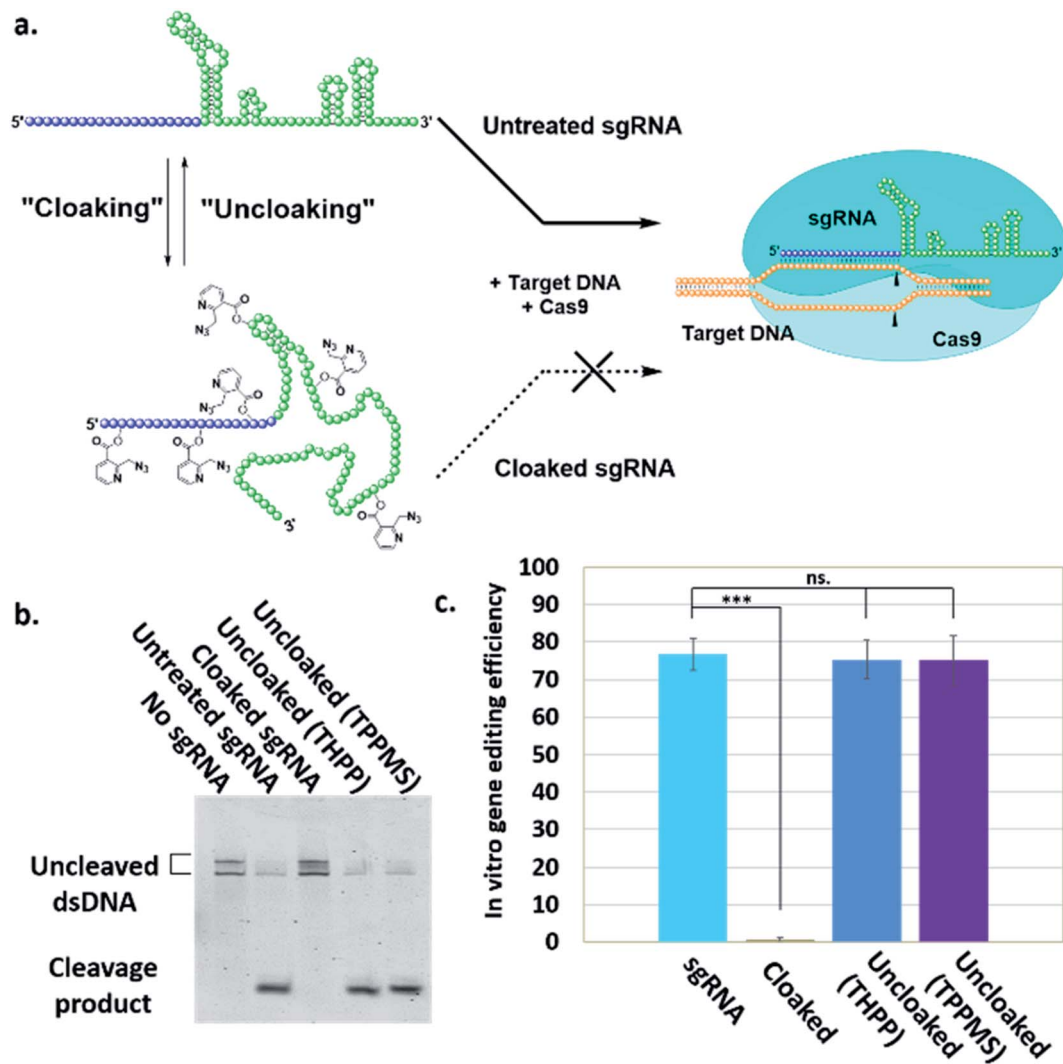 a.
5'
3'
Untreated sgRNA
"Cloaking"
"Uncloaking"
sgRNA
5'
3'
+ Target DNA
+ Cas9
Target DNA
Cas9
N
O
O
N3
N3
N
O
O
N
O
O
N3
5'
O
O
N3
N
O
O
N3
N
3'
O
O
N3
N
Cloaked sgRNA
b.
No sgRNA
Untreated sgRNA
Cloaked sgRNA
Uncloaked (THPP)
Uncloaked (TPPMS)
Uncleaved
dsDNA
Cleavage
product
c.
In vitro gene editing efficiency
100
90
80
70
60
50
40
30
20
10
0
ns.
***
sgRNA
Cloaked
Uncloaked
(THPP)
Uncloaked
(TPPMS)